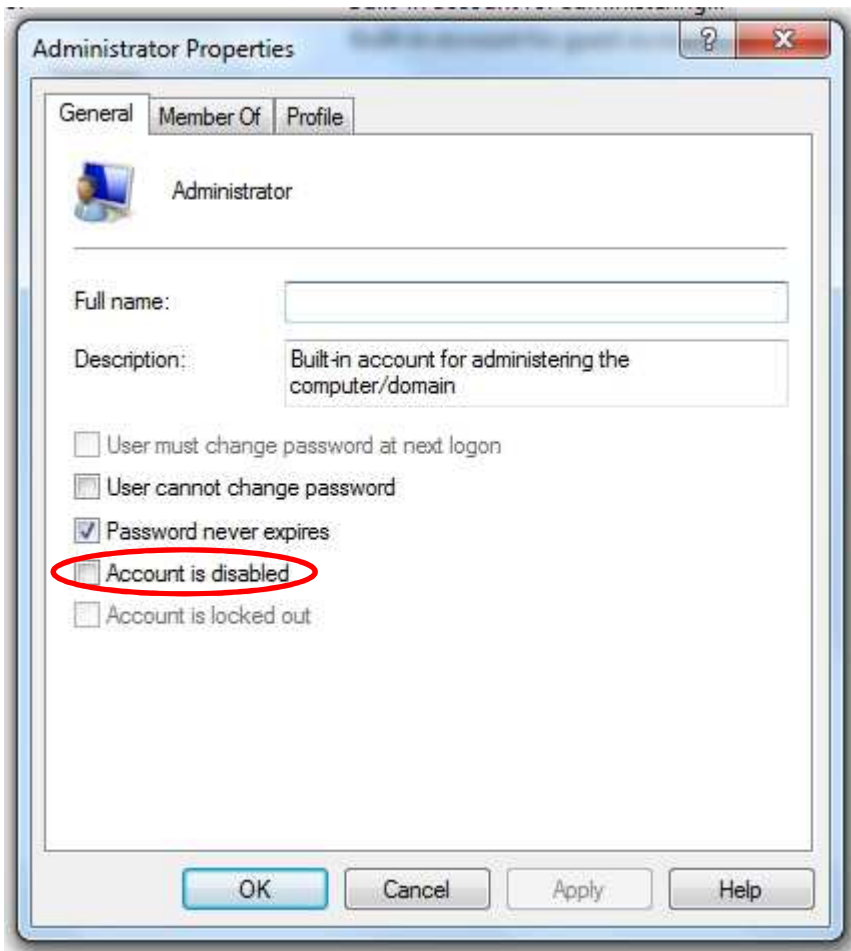 Administrator Properties
General Member Of Profile
Administrator
Full name:
Description: Built-in account for administering the
computer/domain
User must change password at next logon
User cannot change password
Password never expires
Account is disabled
Account is locked out
OK Cancel Apply Help